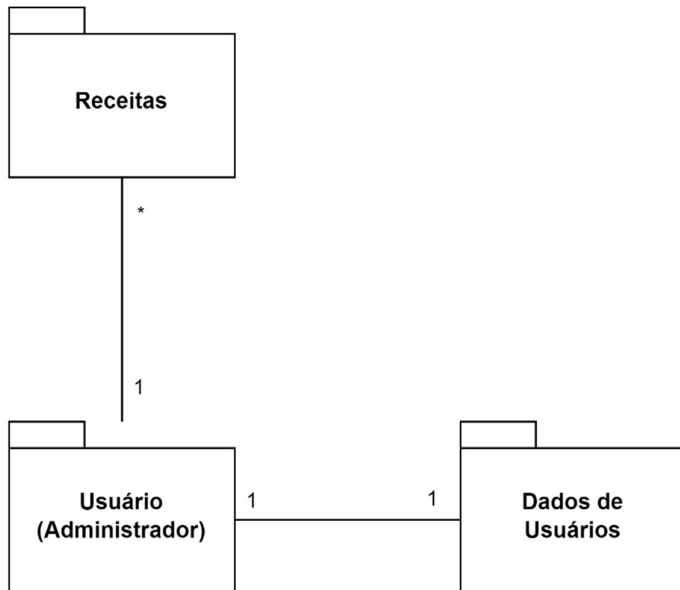 Receitas
*
1
Usuário
(Administrador)
1
1
Dados de
Usuários